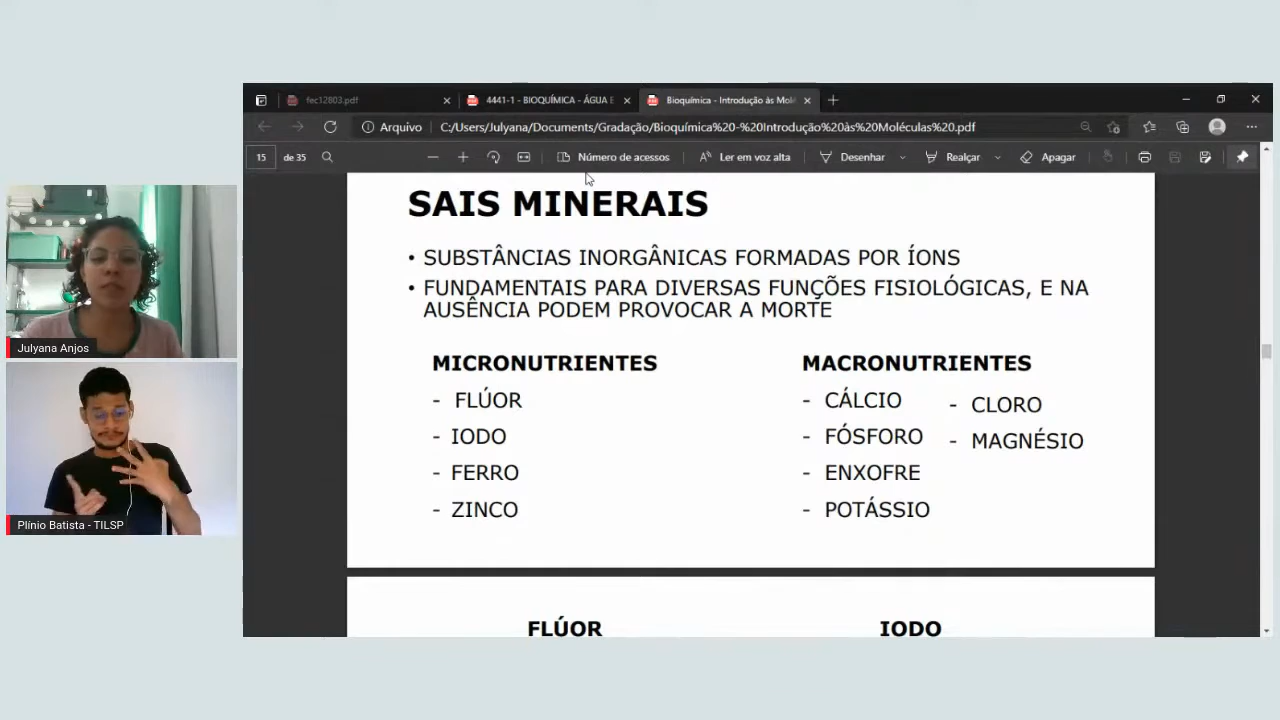 fec12803.pdf
4441-1 - BIOQUÍMICA - ÁGUA E
Bioquímica - Introdução às Mol
Arquivo
C:/Users/Julyana/Documents/Gradação/Bioquímica%20-%20Introdução%20às%20Moléculas%20.pdf
15 de 35
Número de acessos
Ler em voz alta
Desenhar
Realçar
Apagar
SAIS MINERAIS
• SUBSTÂNCIAS INORGÂNICAS FORMADAS POR ÍONS
• FUNDAMENTAIS PARA DIVERSAS FUNÇÕES FISIOLÓGICAS, E NA
AUSÊNCIA PODEM PROVOCAR A MORTE
MICRONUTRIENTES
- FLÚOR
- IODO
- FERRO
- ZINCO
MACRONUTRIENTES
- CÁLCIO
- FÓSFORO
- ENXOFRE
- POTÁSSIO
- CLORO
- MAGNÉSIO
FLÚOR
IODO
Julyana Anjos
Plínio Batista - TILSP